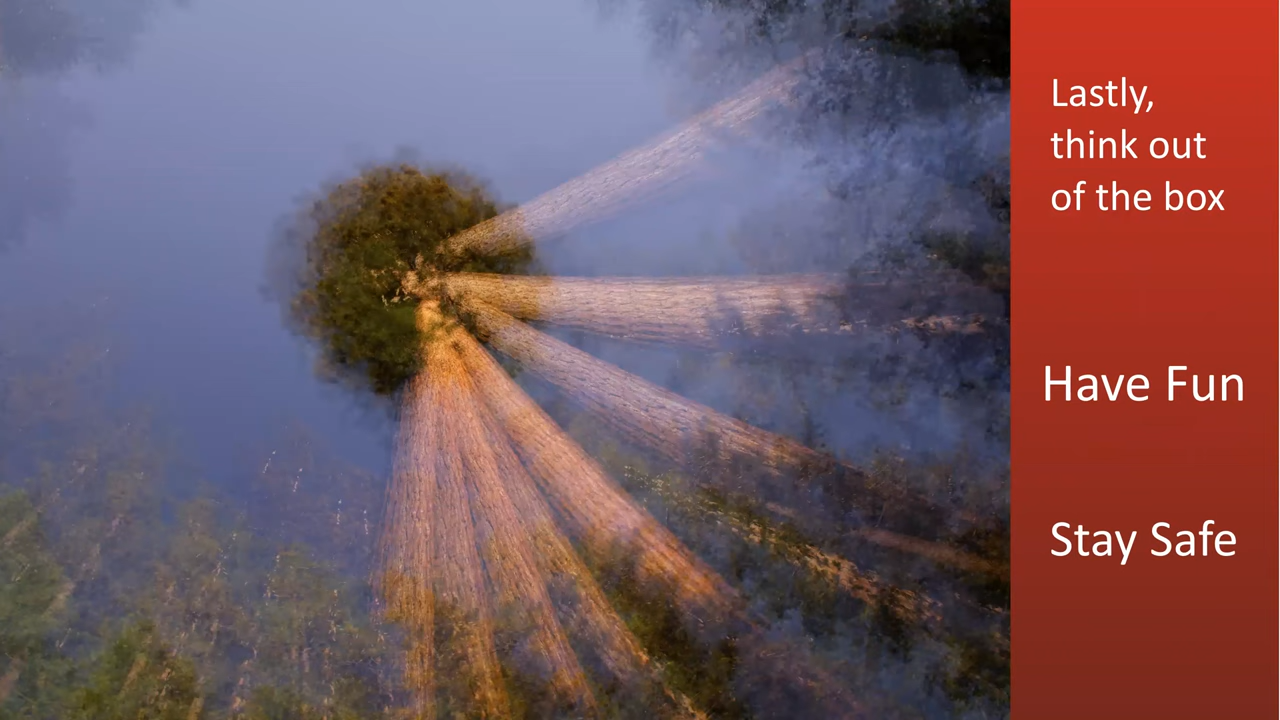 Lastly,
think out
of the box
Have Fun
Stay Safe